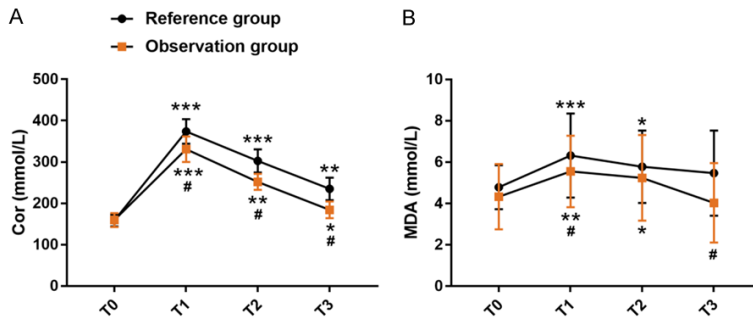 A
Reference group
Observation group
Cor (mmol/L)
500
400
300
200
100
0
***
***
**
***
#
**
#
*
#
T0
T1
T2
T3
B
MDA (mmol/L)
10
8
6
4
2
0
***
*
**
#
*
#
T0
T1
T2
T3